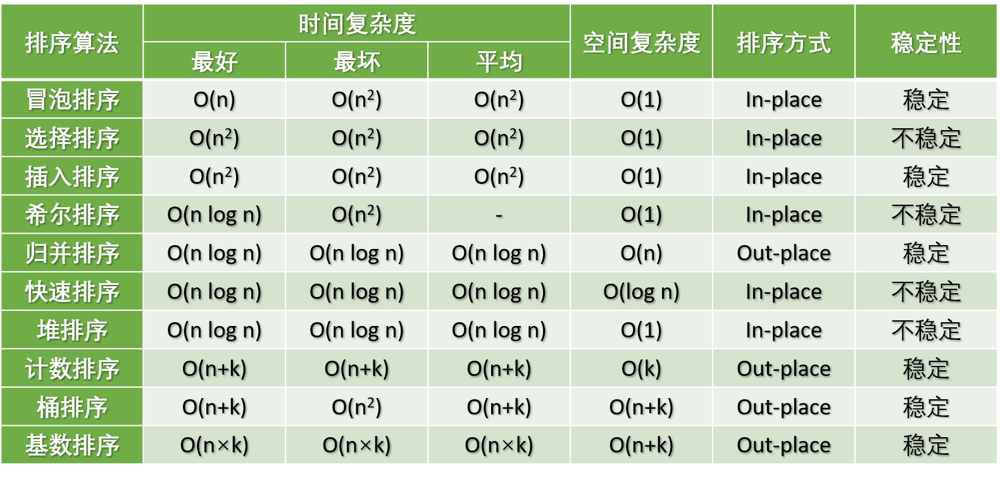 排序算法 时间复杂度 空间复杂度 排序方式 稳定性
最好 最坏 平均
冒泡排序 O(n) O(n²) O(n²) O(1) In-place 稳定
选择排序 O(n²) O(n²) O(n²) O(1) In-place 不稳定
插入排序 O(n²) O(n²) O(n²) O(1) In-place 稳定
希尔排序 O(n log n) O(n²) - O(1) In-place 不稳定
归并排序 O(n log n) O(n log n) O(n log n) O(n) Out-place 稳定
快速排序 O(n log n) O(n log n) O(n log n) O(log n) In-place 不稳定
堆排序 O(n log n) O(n log n) O(n log n) O(1) In-place 不稳定
计数排序 O(n+k) O(n+k) O(n+k) O(k) Out-place 稳定
桶排序 O(n+k) O(n²) O(n+k) O(n+k) Out-place 稳定
基数排序 O(n×k) O(n×k) O(n×k) O(n+k) Out-place 稳定